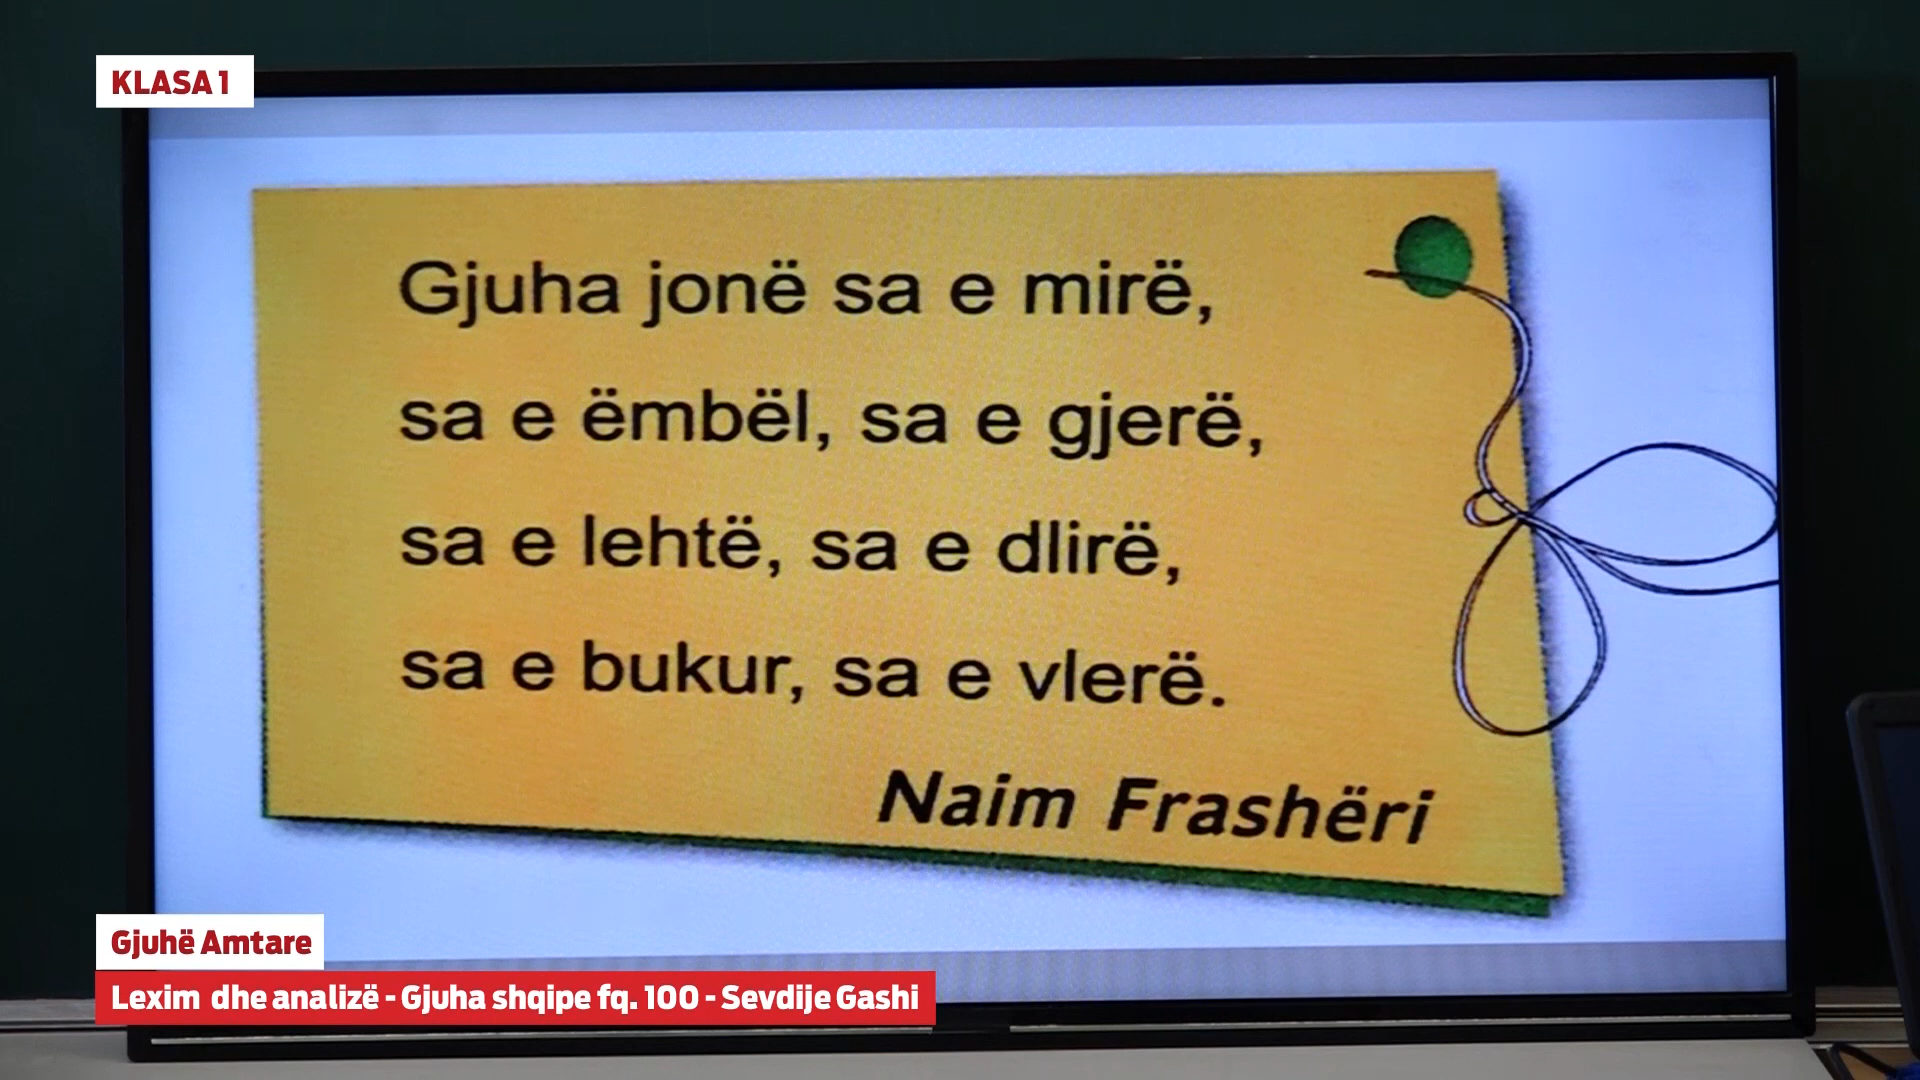 KLASA 1
Gjuha jonë sa e mirë,
sa e ëmbël, sa e gjerë,
sa e lehtë, sa e dlirë,
sa e bukur, sa e vlerë.
Naim Frashëri
Gjuhë Amtare
Lexim dhe analizë - Gjuha shqipe fq. 100 - Sevdije Gashi